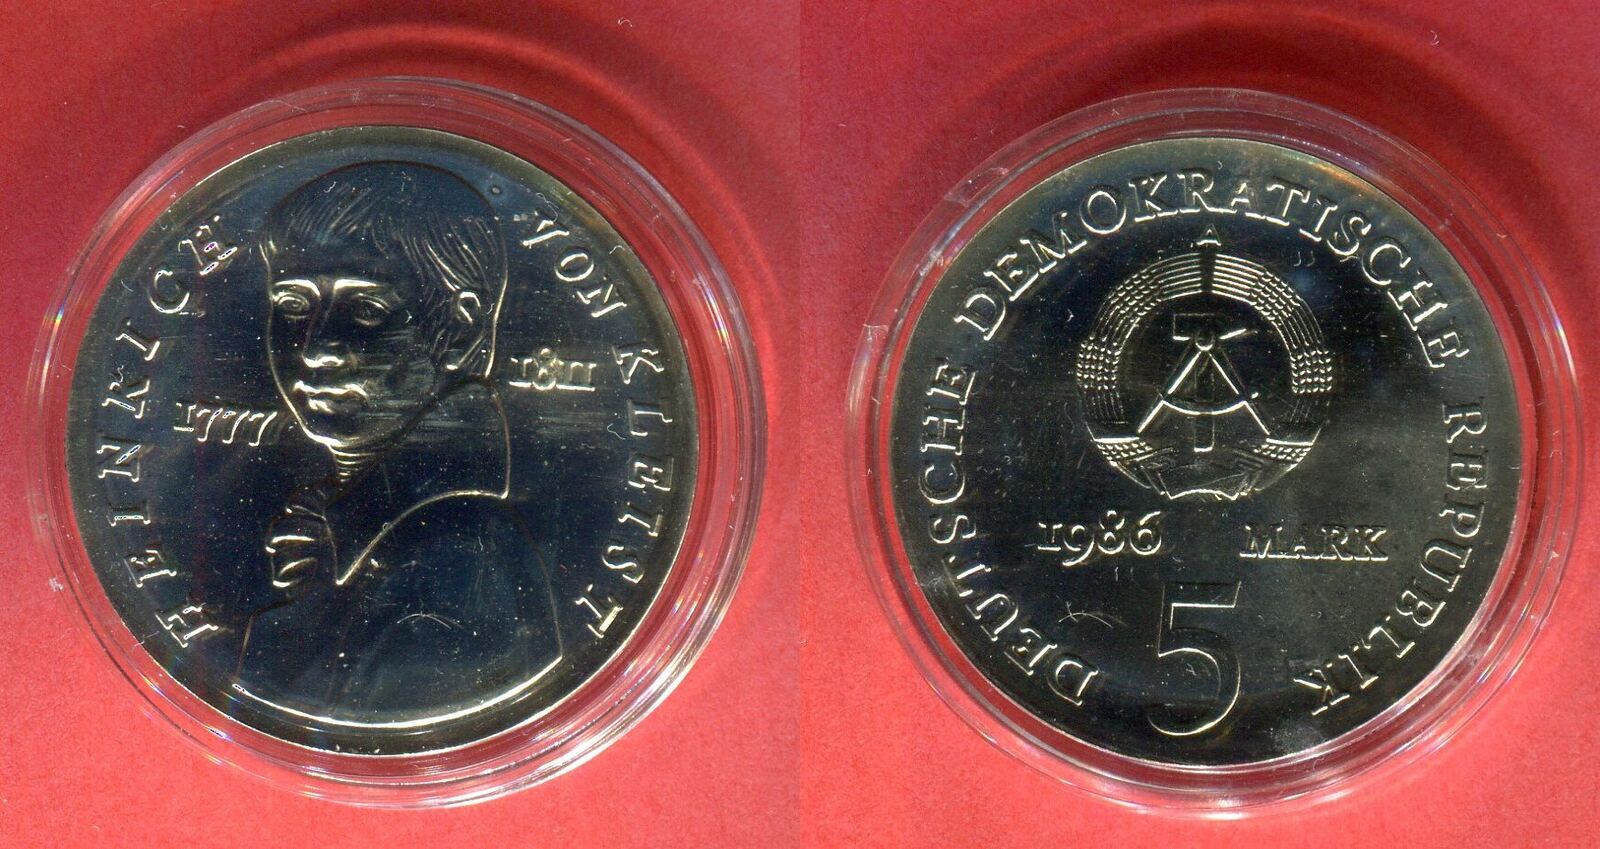 HEINRICH VON KLEIST
1777
1811
DEUTSCHE DEMOKRATISCHE REPUBLIK
A
1986 MARK
5